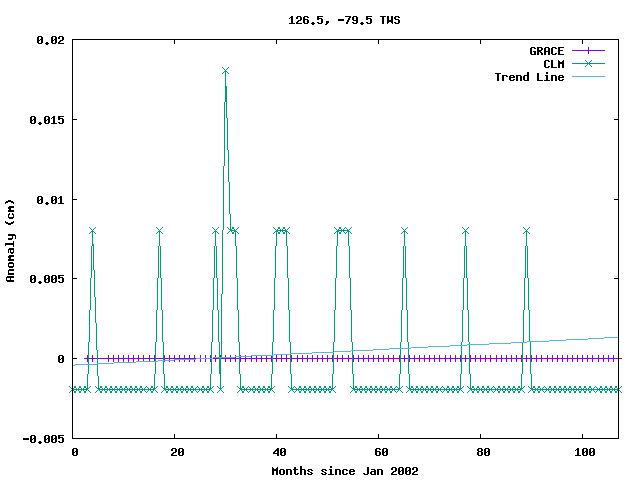 126.5, -79.5 TWS
GRACE
CLM
Trend Line
0.02
0.015
0.01
0.005
0
-0.005
Anomaly (cm)
0 20 40 60 80 100
Months since Jan 2002